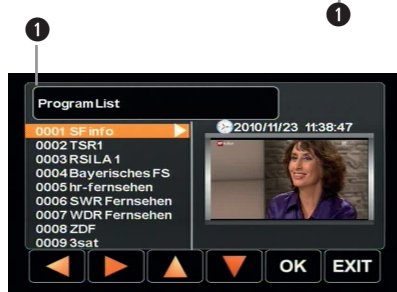 1
1
Program List
2010/11/23 11:38:47
0001 SF info
0002 TSR1
0003 RSI LA 1
0004 Bayerisches FS
0005 hr-fernsehen
0006 SWR Fernsehen
0007 WDR Fernsehen
0008 ZDF
0009 3sat
OK EXIT